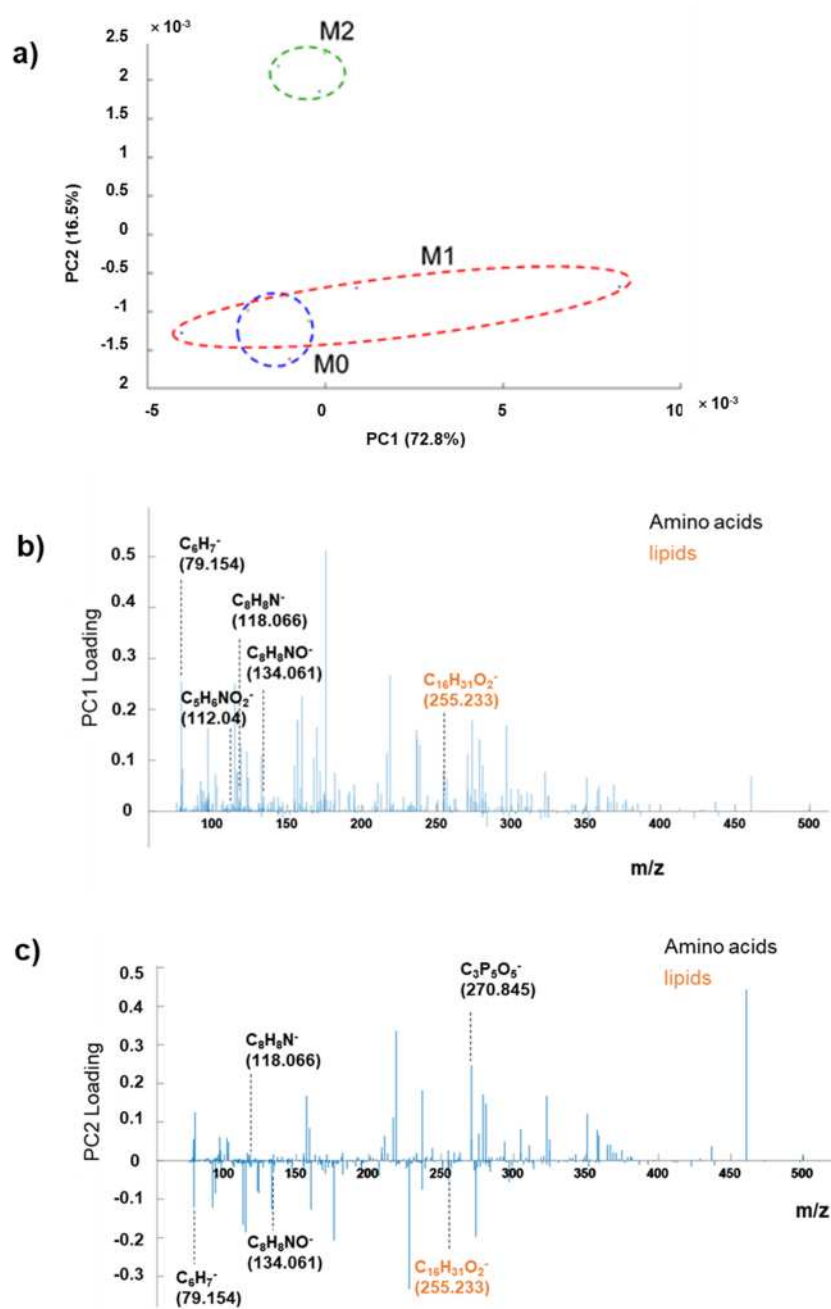 a)
× 10⁻³
2.5
2
1.5
1
0.5
0
-0.5
-1
-1.5
2
PC2 (16.5%)
M2
M1
M0
-5
0
5
10
× 10⁻³
PC1 (72.8%)
b)
Amino acids
lipids
PC1 Loading
0.5
0.4
0.3
0.2
0.1
0
C₆H₇⁻
(79.154)
C₈H₈N⁻
(118.066)
C₈H₈NO⁻
(134.061)
C₅H₆NO₂⁻
(112.04)
C₁₆H₃₁O₂⁻
(255.233)
100
150
200
250
300
350
400
450
500
m/z
c)
Amino acids
lipids
PC2 Loading
0.5
0.4
0.3
0.2
0.1
0
-0.1
-0.2
-0.3
C₃P₅O₅⁻
(270.845)
C₈H₈N⁻
(118.066)
100
150
200
250
300
350
400
450
500
m/z
C₈H₈NO⁻
(134.061)
C₆H₇⁻
(79.154)
C₁₆H₃₁O₂⁻
(255.233)